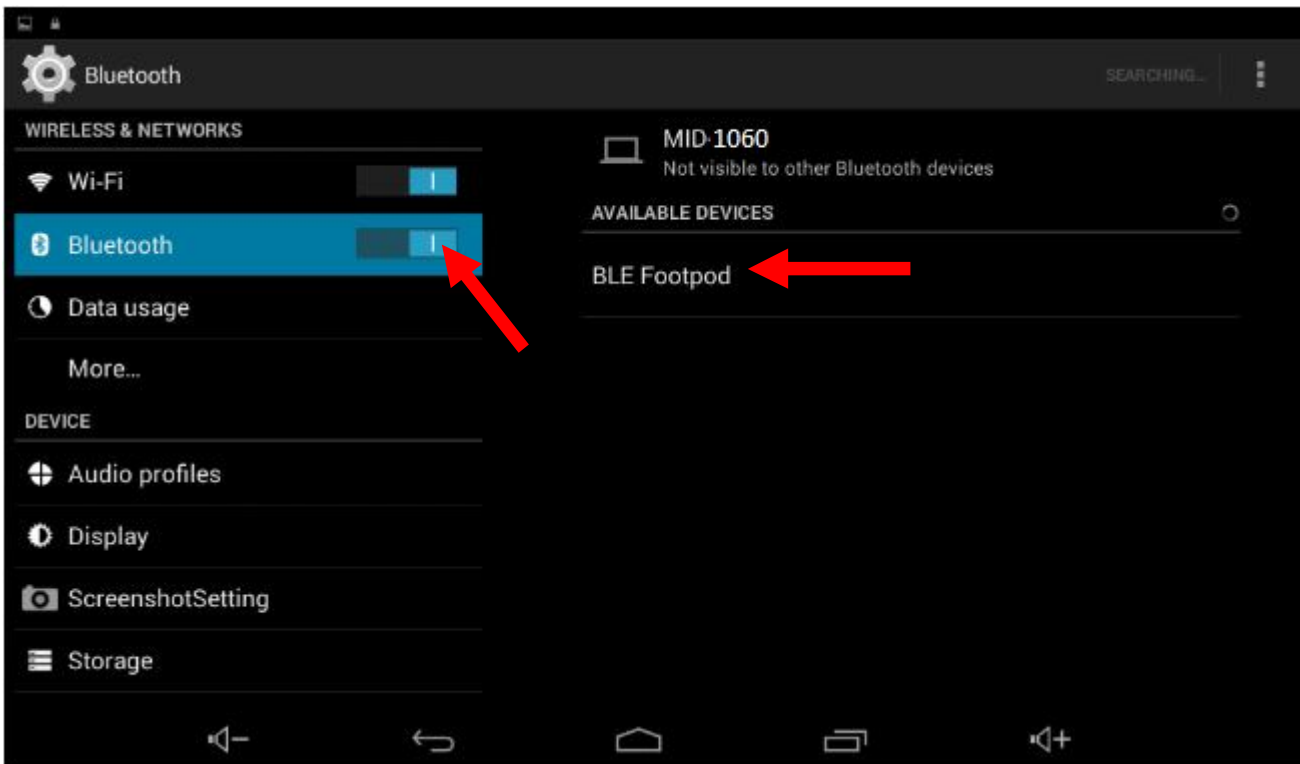 Bluetooth
SEARCHING...
WIRELESS & NETWORKS
Wi-Fi
Bluetooth
Data usage
More...
DEVICE
Audio profiles
Display
ScreenshotSetting
Storage
MID-1060
Not visible to other Bluetooth devices
AVAILABLE DEVICES
BLE Footpod